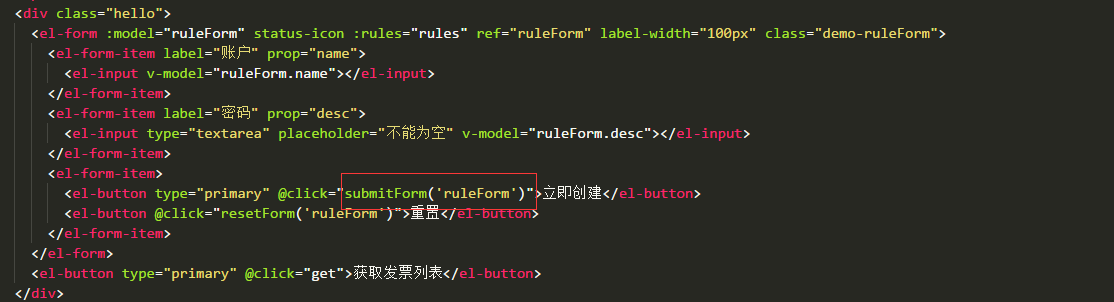 <div class="hello">
<el-form :model="ruleForm" status-icon :rules="rules" ref="ruleForm" label-width="100px" class="demo-ruleForm">
<el-form-item label="账户" prop="name">
<el-input v-model="ruleForm.name"></el-input>
</el-form-item>
<el-form-item label="密码" prop="desc">
<el-input type="textarea" placeholder="不能为空" v-model="ruleForm.desc"></el-input>
</el-form-item>
<el-form-item>
<el-button type="primary" @click="submitForm('ruleForm')">立即创建</el-button>
<el-button @click="resetForm('ruleForm')">重置</el-button>
</el-form-item>
</el-form>
<el-button type="primary" @click="get">获取发票列表</el-button>
</div>